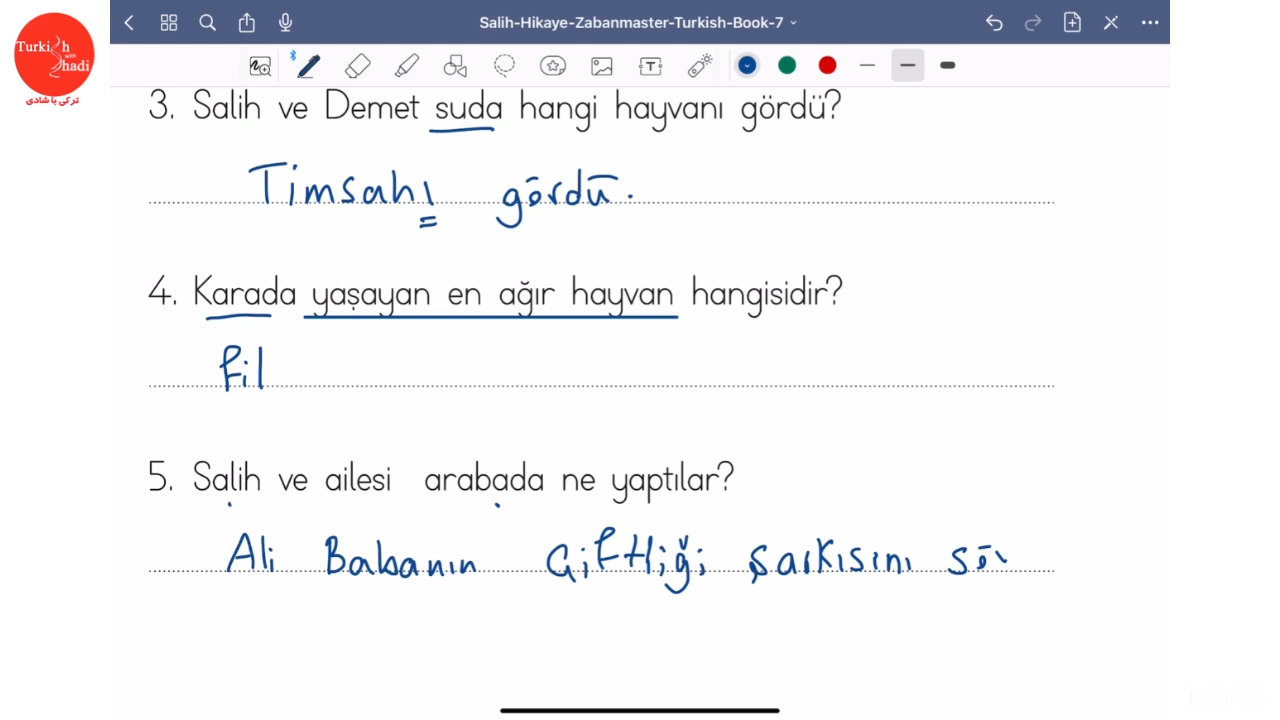 Turkish
with
Shadi
ترکی با شادی
Salih-Hikaye-Zabanmaster-Turkish-Book-7
3. Salih ve Demet suda hangi hayvanı gördü?
Timsahı gördü.
4. Karada yaşayan en ağır hayvan hangisidir?
Fil
5. Salih ve ailesi arabada ne yaptılar?
Ali Babanın Çiftliği şarkısını sö